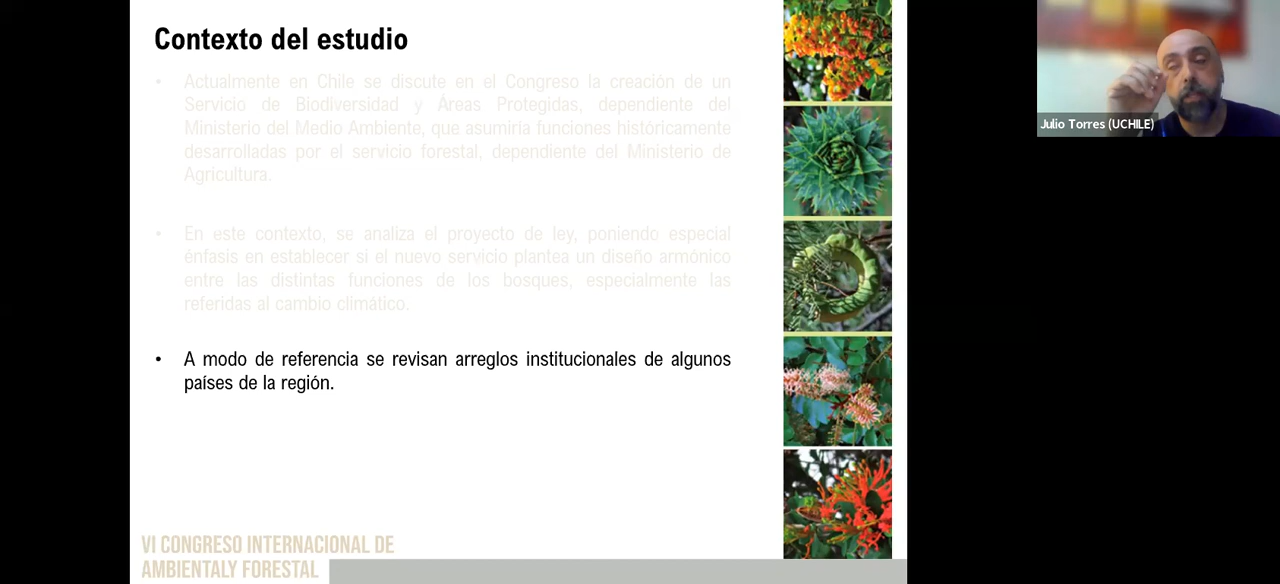 Contexto del estudio
• Actualmente en Chile se discute en el Congreso la creación de un
Servicio de Biodiversidad y Áreas Protegidas, dependiente del
Ministerio del Medio Ambiente, que asumiría funciones históricamente
desarrolladas por el servicio forestal, dependiente del Ministerio de
Agricultura.
• En este contexto, se analiza el proyecto de ley, poniendo especial
énfasis en establecer si el nuevo servicio plantea un diseño armónico
entre las distintas funciones de los bosques, especialmente las
referidas al cambio climático.
• A modo de referencia se revisan arreglos institucionales de algunos
países de la región.
VI CONGRESO INTERNACIONAL DE
AMBIENTALY FORESTAL
Julio Torres (UCHILE)